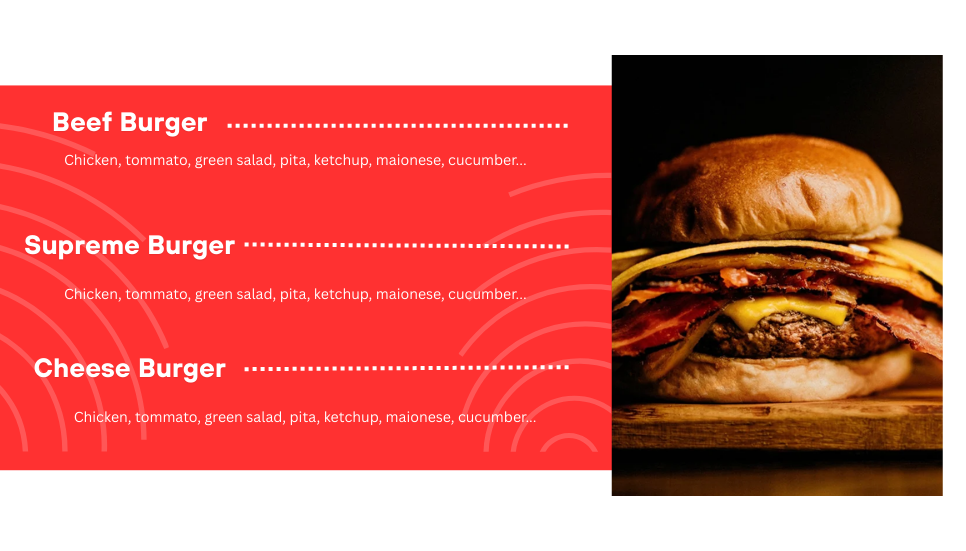 Beef Burger
Chicken, tommato, green salad, pita, ketchup, maionese, cucumber...
Supreme Burger
Chicken, tommato, green salad, pita, ketchup, maionese, cucumber...
Cheese Burger
Chicken, tommato, green salad, pita, ketchup, maionese, cucumber...